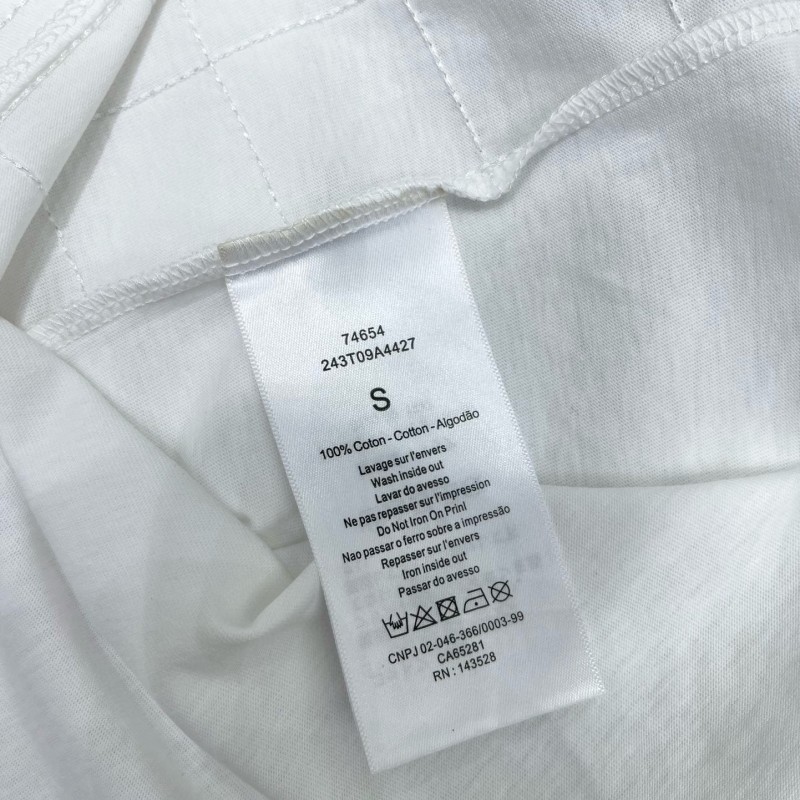 74654
243T09A4427
S
100% Coton - Cotton - Algodão
Lavage sur l'envers
Wash inside out
Lavar do avesso
Ne pas repasser sur l'impression
Do Not Iron On Prinl
Nao passar o ferro sobre a impressão
Repasser sur l'envers
Iron inside out
Passar do avesso
CNPJ 02-046-366/0003-99
CA65281
RN : 143528